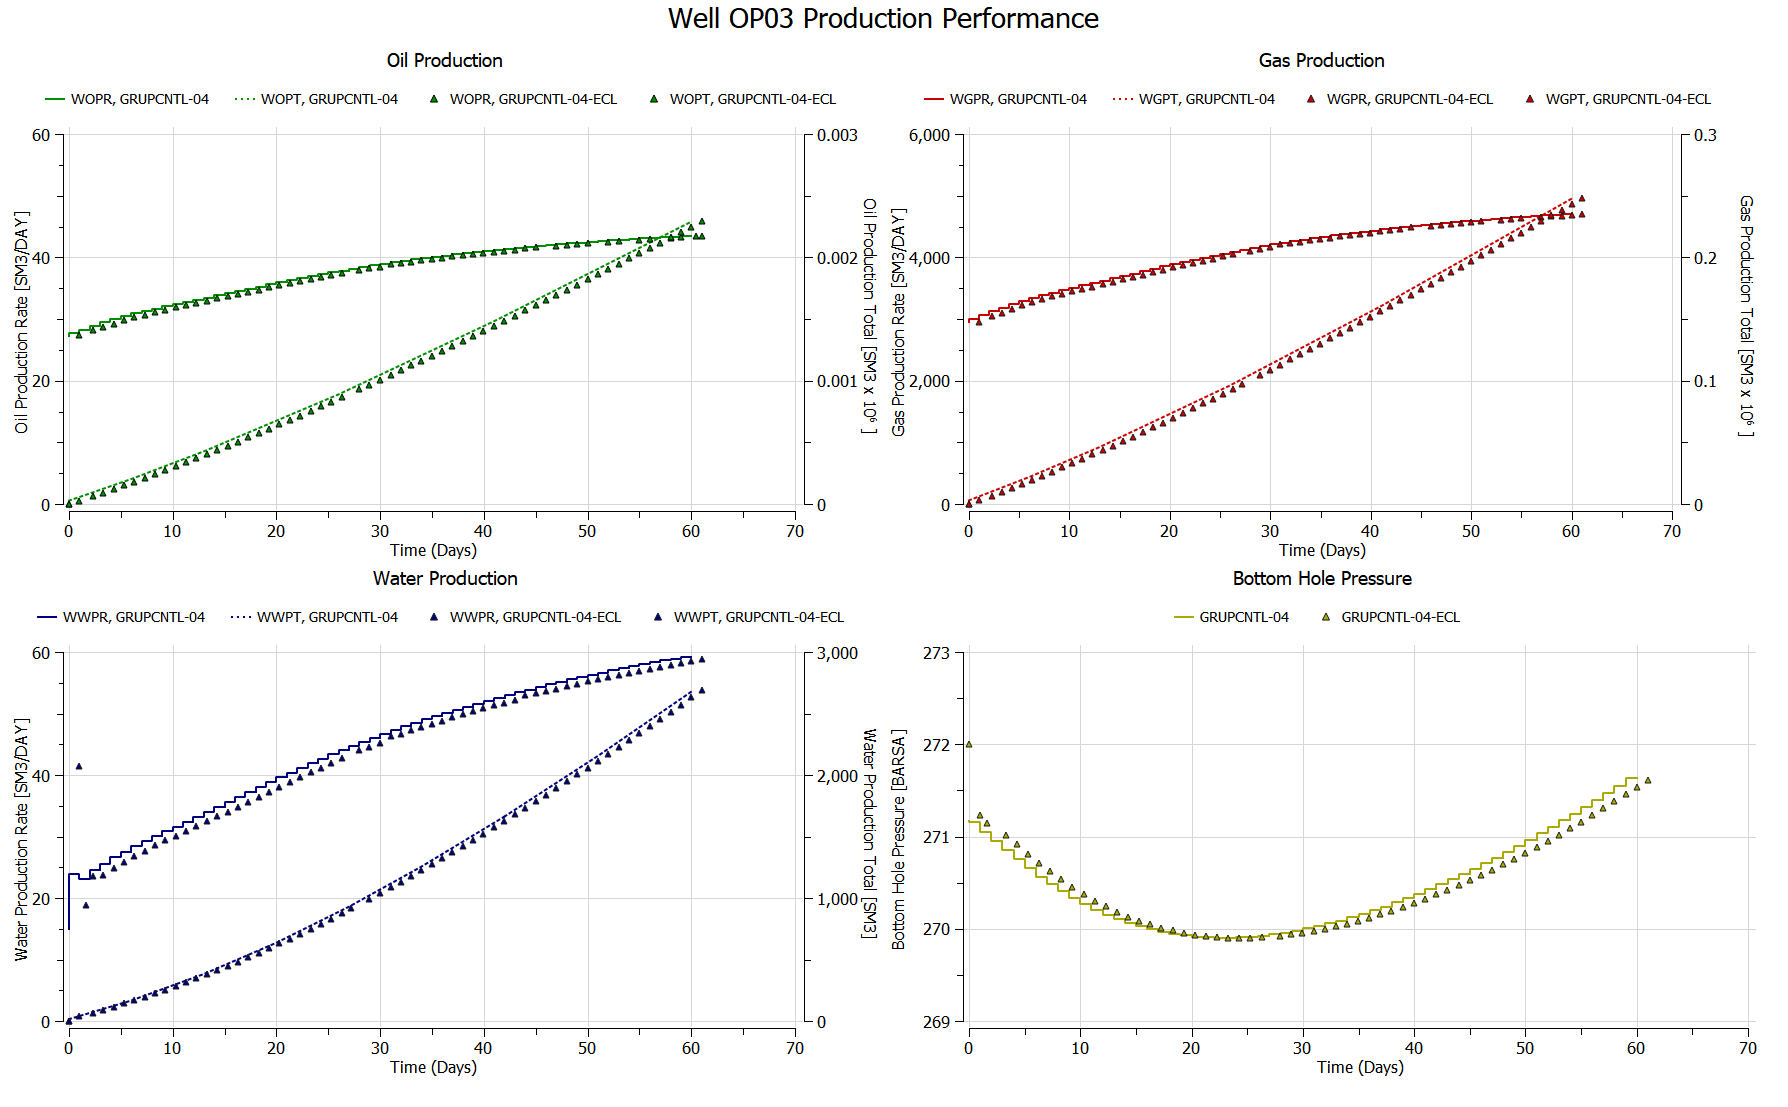 Well OP03 Production Performance
Oil Production
WOPR, GRUPCNTL-04 WOPT, GRUPCNTL-04 WOPR, GRUPCNTL-04-ECL WOPT, GRUPCNTL-04-ECL
60
40
20
0
Oil Production Rate [SM3/DAY]
0.003
0.002
0.001
0
Oil Production Total [SM3 x 10⁶ ]
0 10 20 30 40 50 60 70
Time (Days)
Gas Production
WGPR, GRUPCNTL-04 WGPT, GRUPCNTL-04 WGPR, GRUPCNTL-04-ECL WGPT, GRUPCNTL-04-ECL
6,000
4,000
2,000
0
Gas Production Rate [SM3/DAY]
0.3
0.2
0.1
0
Gas Production Total [SM3 x 10⁶ ]
0 10 20 30 40 50 60 70
Time (Days)
Water Production
WWPR, GRUPCNTL-04 WWPT, GRUPCNTL-04 WWPR, GRUPCNTL-04-ECL WWPT, GRUPCNTL-04-ECL
60
40
20
0
Water Production Rate [SM3/DAY]
3,000
2,000
1,000
0
Water Production Total [SM3]
0 10 20 30 40 50 60 70
Time (Days)
Bottom Hole Pressure
GRUPCNTL-04 GRUPCNTL-04-ECL
273
272
271
270
269
Bottom Hole Pressure [BARSA]
0 10 20 30 40 50 60 70
Time (Days)